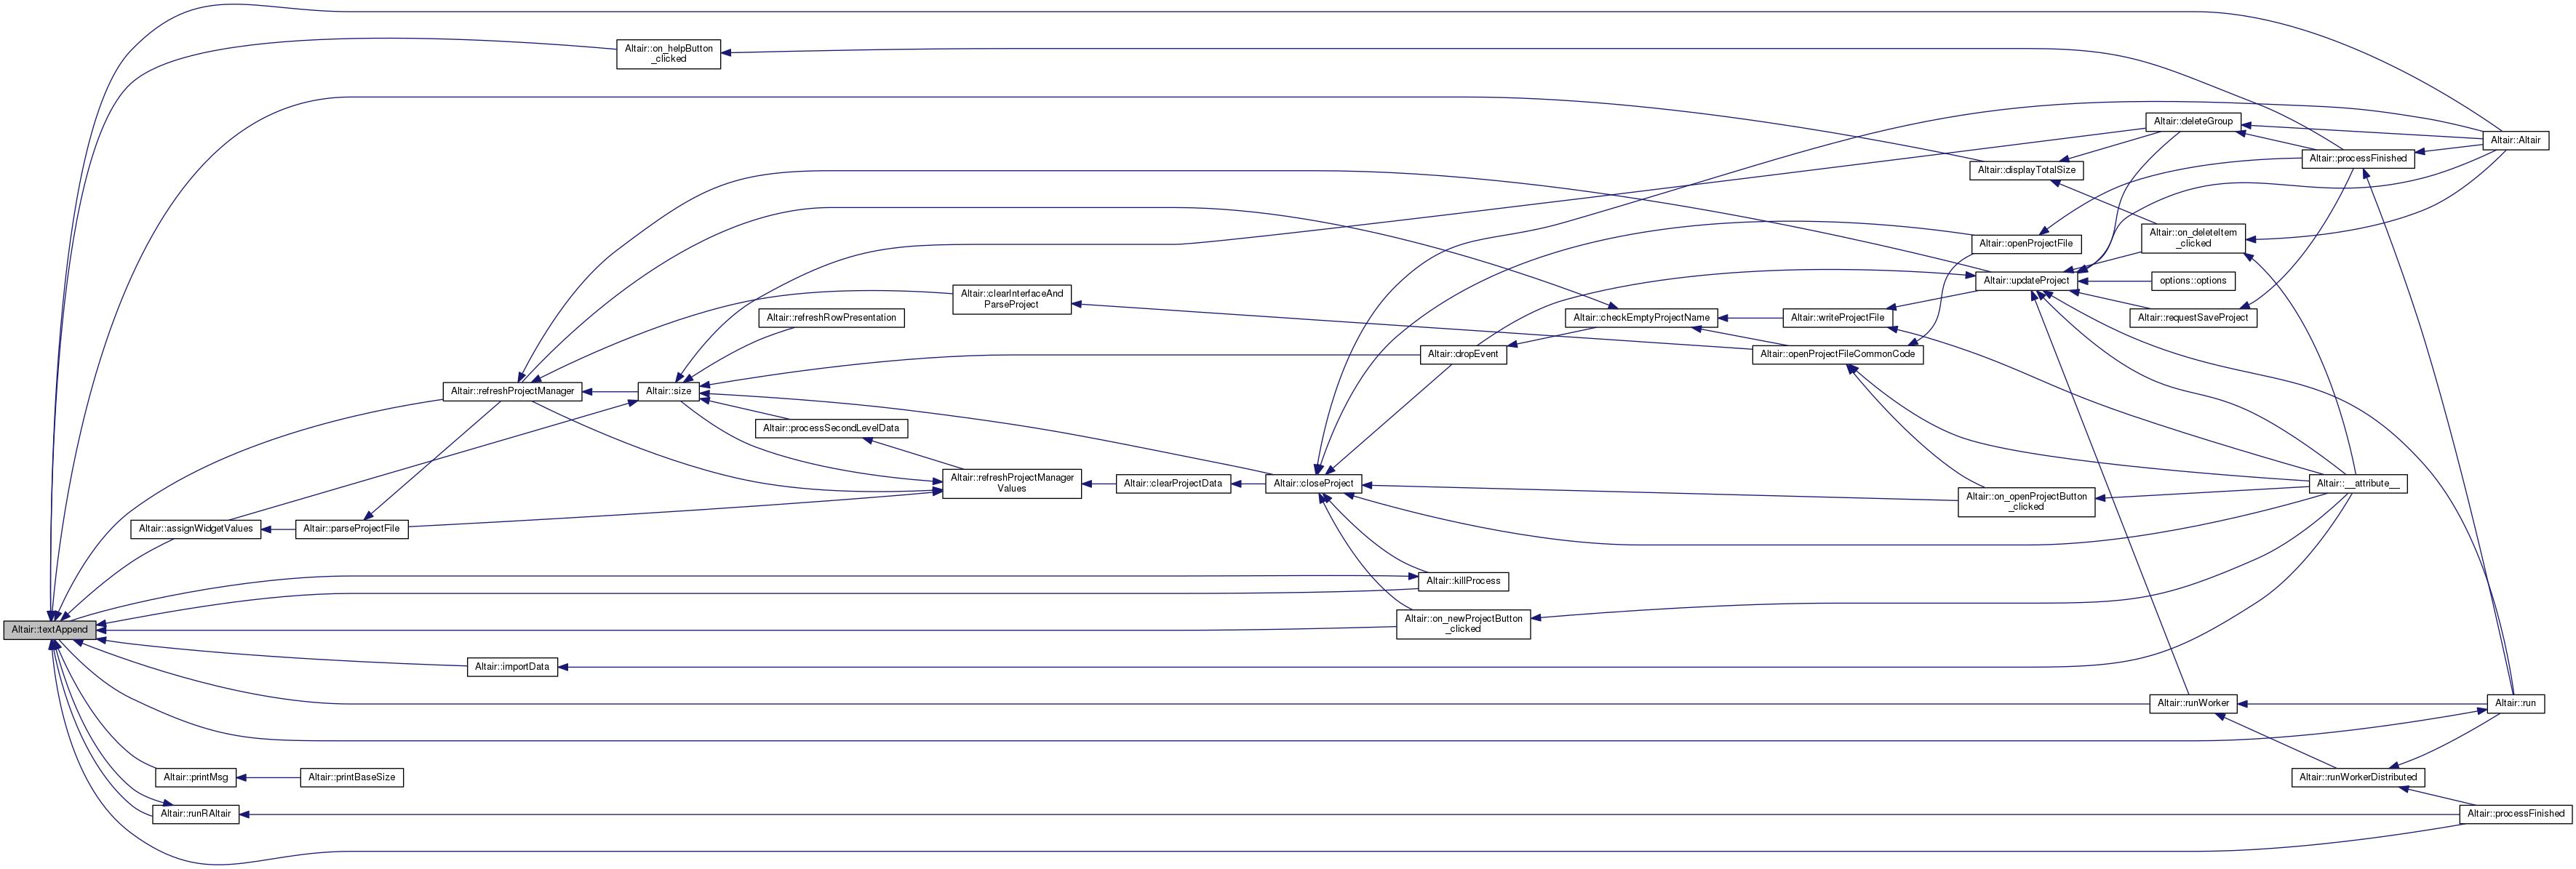 Altair::on_helpButton
_clicked
Altair::deleteGroup
Altair::Altair
Altair::processFinished
Altair::displayTotalSize
Altair::on_deleteItem
_clicked
Altair::openProjectFile
Altair::updateProject
options::options
Altair::clearInterfaceAnd
ParseProject
Altair::refreshRowPresentation
Altair::checkEmptyProjectName
Altair::writeProjectFile
Altair::requestSaveProject
Altair::dropEvent
Altair::openProjectFileCommonCode
Altair::refreshProjectManager
Altair::size
Altair::processSecondLevelData
Altair::refreshProjectManager
Values
Altair::clearProjectData
Altair::closeProject
Altair::__attribute__
Altair::on_openProjectButton
_clicked
Altair::assignWidgetValues
Altair::parseProjectFile
Altair::killProcess
Altair::textAppend
Altair::on_newProjectButton
_clicked
Altair::importData
Altair::runWorker
Altair::run
Altair::printMsg
Altair::printBaseSize
Altair::runWorkerDistributed
Altair::runRAltair
Altair::processFinished